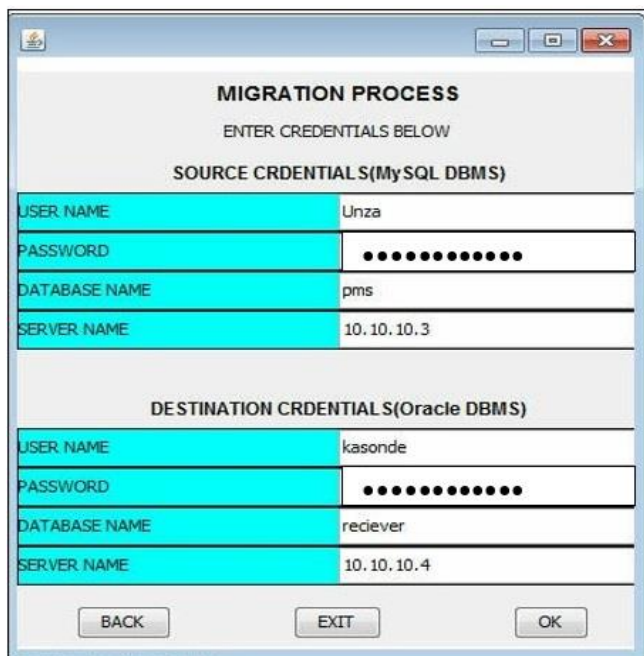 MIGRATION PROCESS
ENTER CREDENTIALS BELOW
SOURCE CRDENTIALS(MySQL DBMS)
USER NAME Unza
PASSWORD ●●●●●●●●●●●●
DATABASE NAME pms
SERVER NAME 10.10.10.3
DESTINATION CRDENTIALS(Oracle DBMS)
USER NAME kasonde
PASSWORD ●●●●●●●●●●●●
DATABASE NAME reciever
SERVER NAME 10.10.10.4
BACK EXIT OK